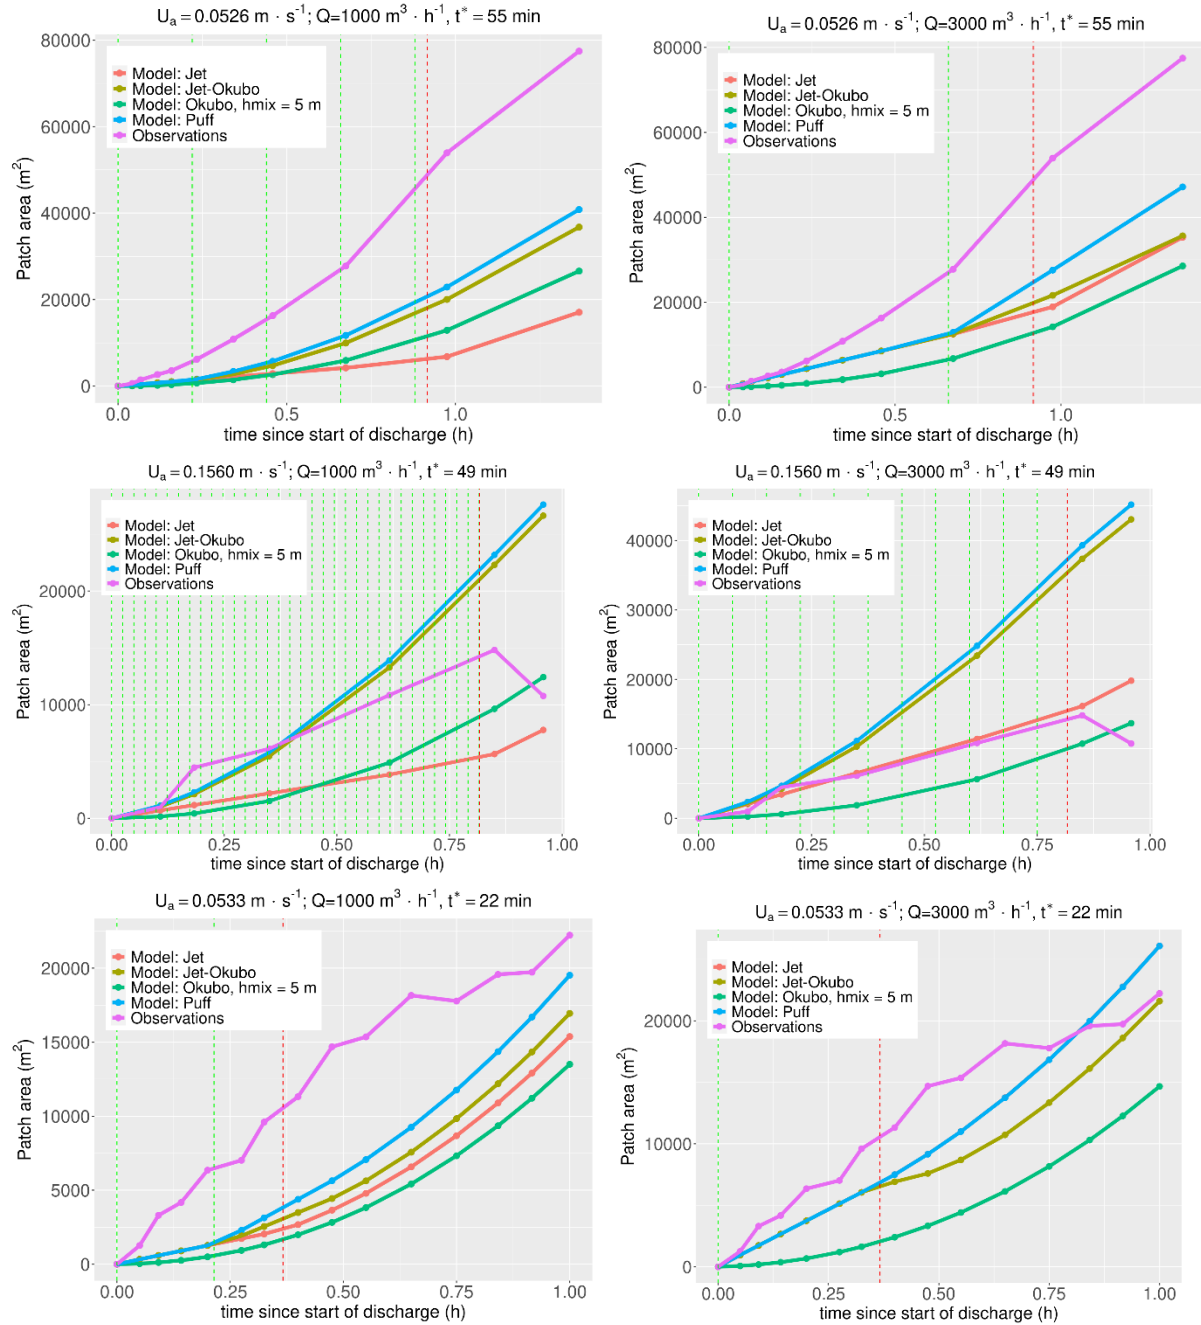 U_a = 0.0526 m · s⁻¹; Q=1000 m³ · h⁻¹, t* = 55 min
80000
60000
40000
20000
0
Patch area (m²)
Model: Jet
Model: Jet-Okubo
Model: Okubo, hmix = 5 m
Model: Puff
Observations
0.0 0.5 1.0
time since start of discharge (h)
U_a = 0.0526 m · s⁻¹; Q=3000 m³ · h⁻¹, t* = 55 min
80000
60000
40000
20000
0
Patch area (m²)
Model: Jet
Model: Jet-Okubo
Model: Okubo, hmix = 5 m
Model: Puff
Observations
0.0 0.5 1.0
time since start of discharge (h)
U_a = 0.1560 m · s⁻¹; Q=1000 m³ · h⁻¹, t* = 49 min
20000
10000
0
Patch area (m²)
Model: Jet
Model: Jet-Okubo
Model: Okubo, hmix = 5 m
Model: Puff
Observations
0.00 0.25 0.50 0.75 1.00
time since start of discharge (h)
U_a = 0.1560 m · s⁻¹; Q=3000 m³ · h⁻¹, t* = 49 min
40000
30000
20000
10000
0
Patch area (m²)
Model: Jet
Model: Jet-Okubo
Model: Okubo, hmix = 5 m
Model: Puff
Observations
0.00 0.25 0.50 0.75 1.00
time since start of discharge (h)
U_a = 0.0533 m · s⁻¹; Q=1000 m³ · h⁻¹, t* = 22 min
20000
15000
10000
5000
0
Patch area (m²)
Model: Jet
Model: Jet-Okubo
Model: Okubo, hmix = 5 m
Model: Puff
Observations
0.00 0.25 0.50 0.75 1.00
time since start of discharge (h)
U_a = 0.0533 m · s⁻¹; Q=3000 m³ · h⁻¹, t* = 22 min
20000
10000
0
Patch area (m²)
Model: Jet
Model: Jet-Okubo
Model: Okubo, hmix = 5 m
Model: Puff
Observations
0.00 0.25 0.50 0.75 1.00
time since start of discharge (h)